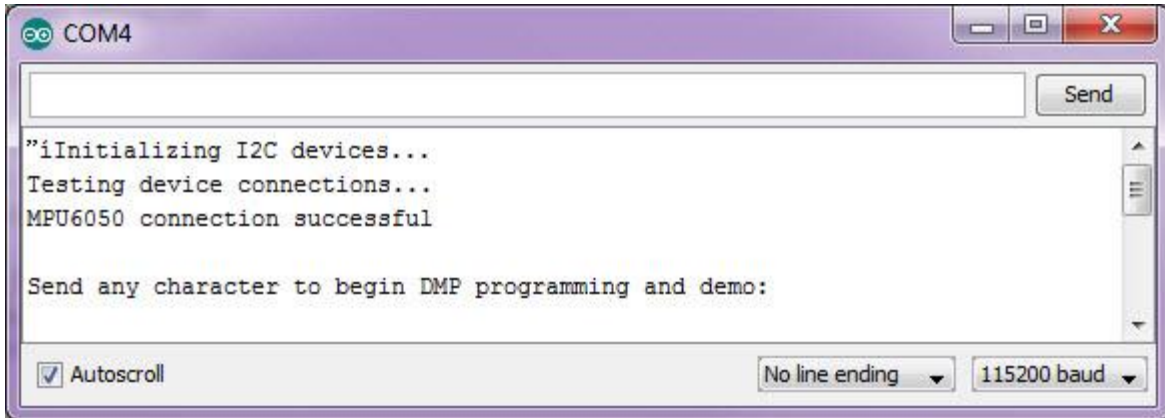 COM4
Send
”íInitializing I2C devices...
Testing device connections...
MPU6050 connection successful
Send any character to begin DMP programming and demo:
Autoscroll
No line ending
115200 baud